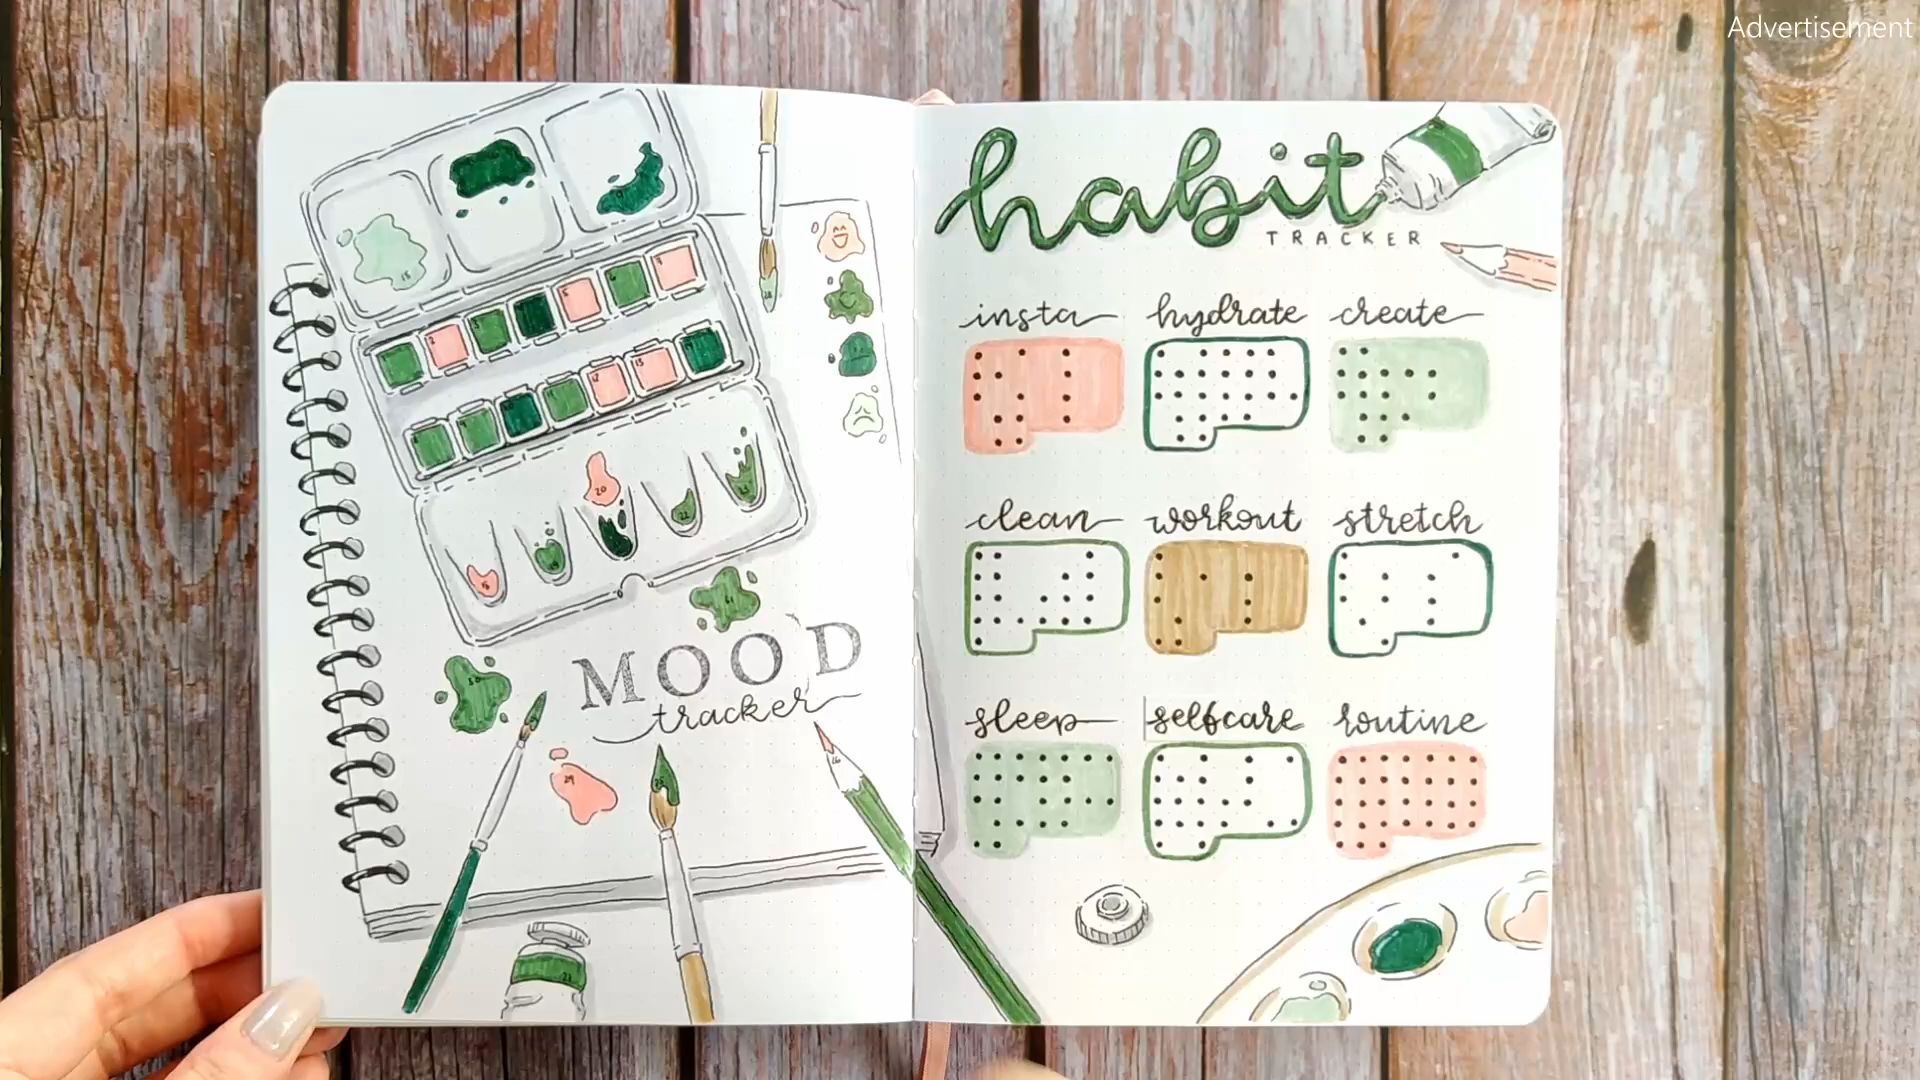 Advertisement
MOOD
tracker
habit
TRACKER
insta hydrate create
clean workout stretch
sleep selfcare routine